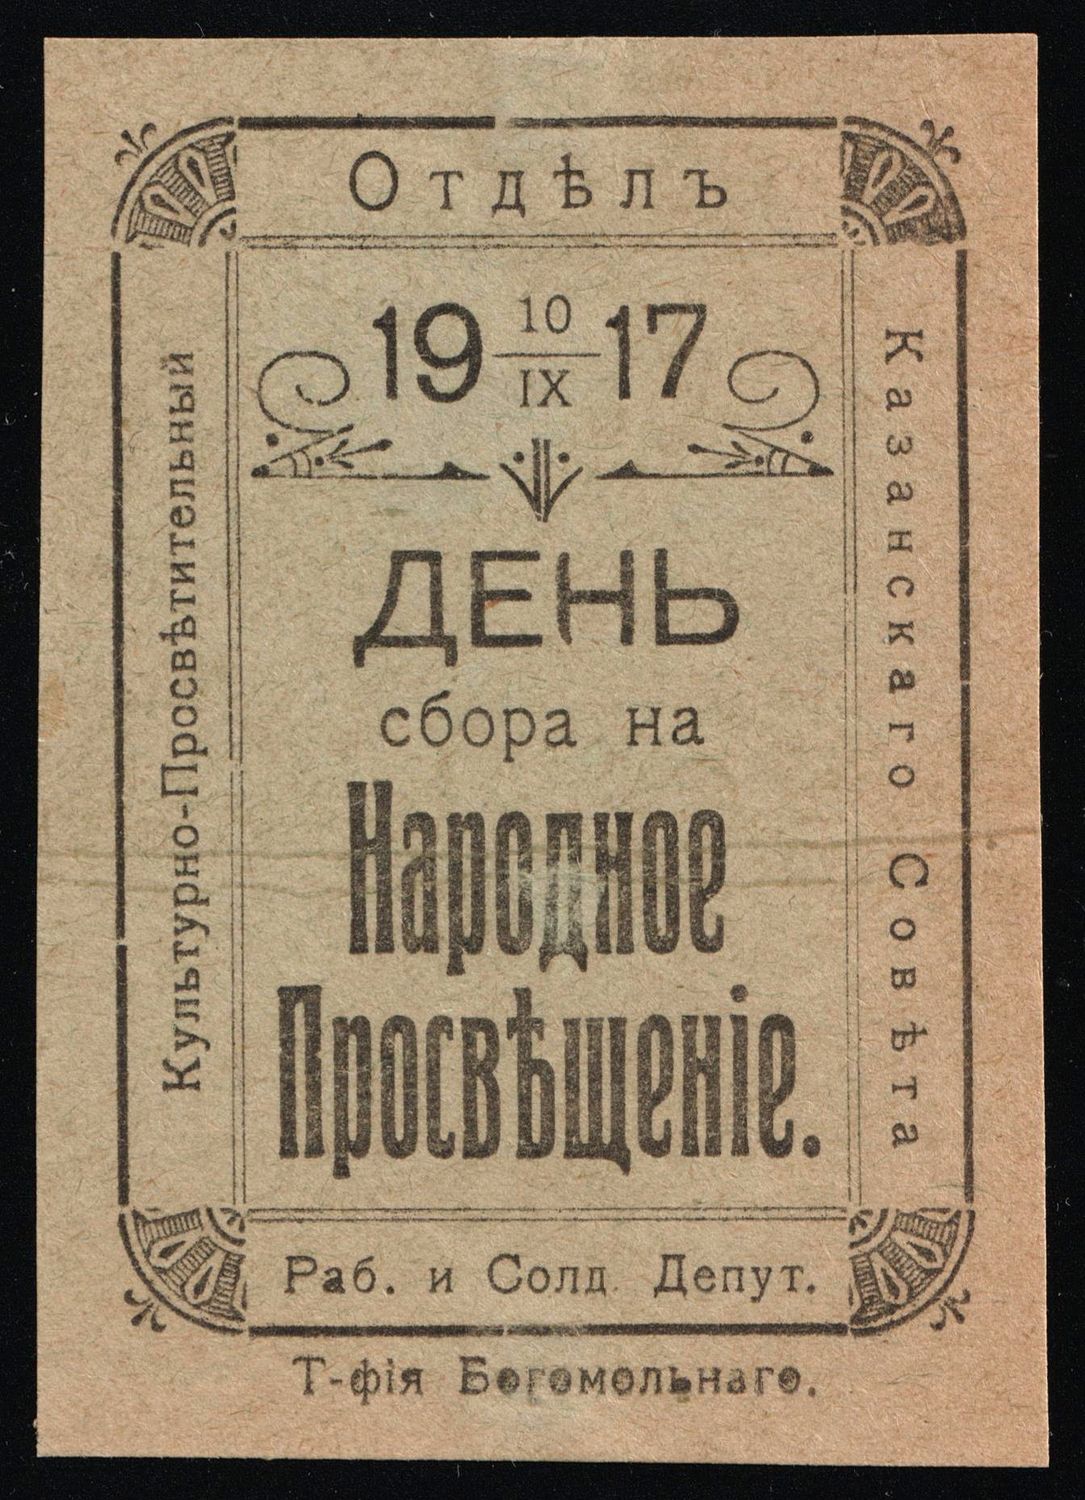 Культурно-Просвѣтительный
Отдѣлъ
Казанскаго Совѣта
19 10/IX 17
ДЕНЬ
сбора на
Народное
Просвѣщеніе.
Раб. и Солд. Депут.
Т-фія Богомольнаго.